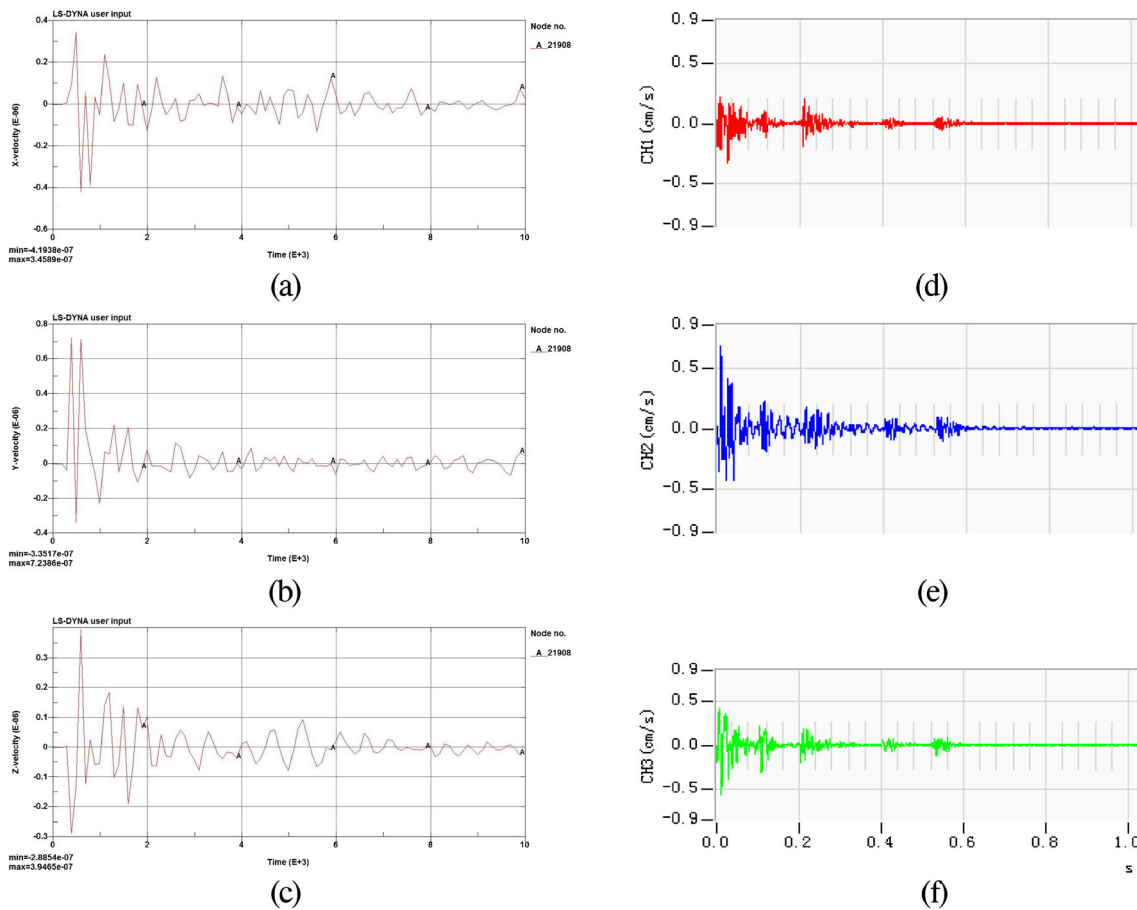 LS-DYNA user input
Node no.
A 21908
X-velocity (E-06)
0.4
0.2
0
-0.2
-0.4
-0.6
0
2
4
6
8
10
A
A
A
A
A
Time (E+3)
min=-4.1938e-07
max=3.4589e-07
(a)
CH1 (cm/s)
0.9
0.5
0.0
-0.5
-0.9
(d)
LS-DYNA user input
Node no.
A 21908
Y-velocity (E-06)
0.8
0.6
0.4
0.2
0
-0.2
-0.4
0
2
4
6
8
10
A
A
A
A
A
Time (E+3)
min=-3.3517e-07
max=7.2386e-07
(b)
CH2 (cm/s)
0.9
0.5
0.0
-0.5
-0.9
(e)
LS-DYNA user input
Node no.
A 21908
Z-velocity (E-06)
0.3
0.2
0.1
0
-0.1
-0.2
-0.3
0
2
4
6
8
10
A
A
A
A
A
Time (E+3)
min=-2.8854e-07
max=3.9465e-07
(c)
CH3 (cm/s)
0.9
0.5
0.0
-0.5
-0.9
0.0
0.2
0.4
0.6
0.8
1.0
s
(f)